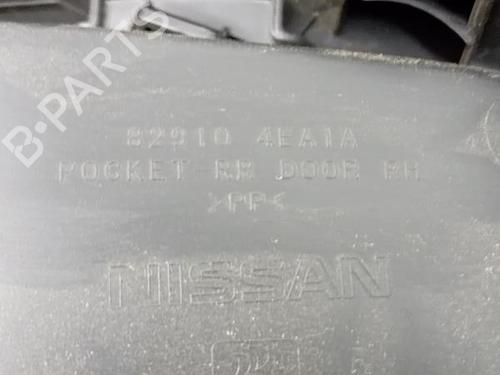 B-PARTS
82910 4EA1A
POCKET-RR DOOR RH
>PP<
NISSAN